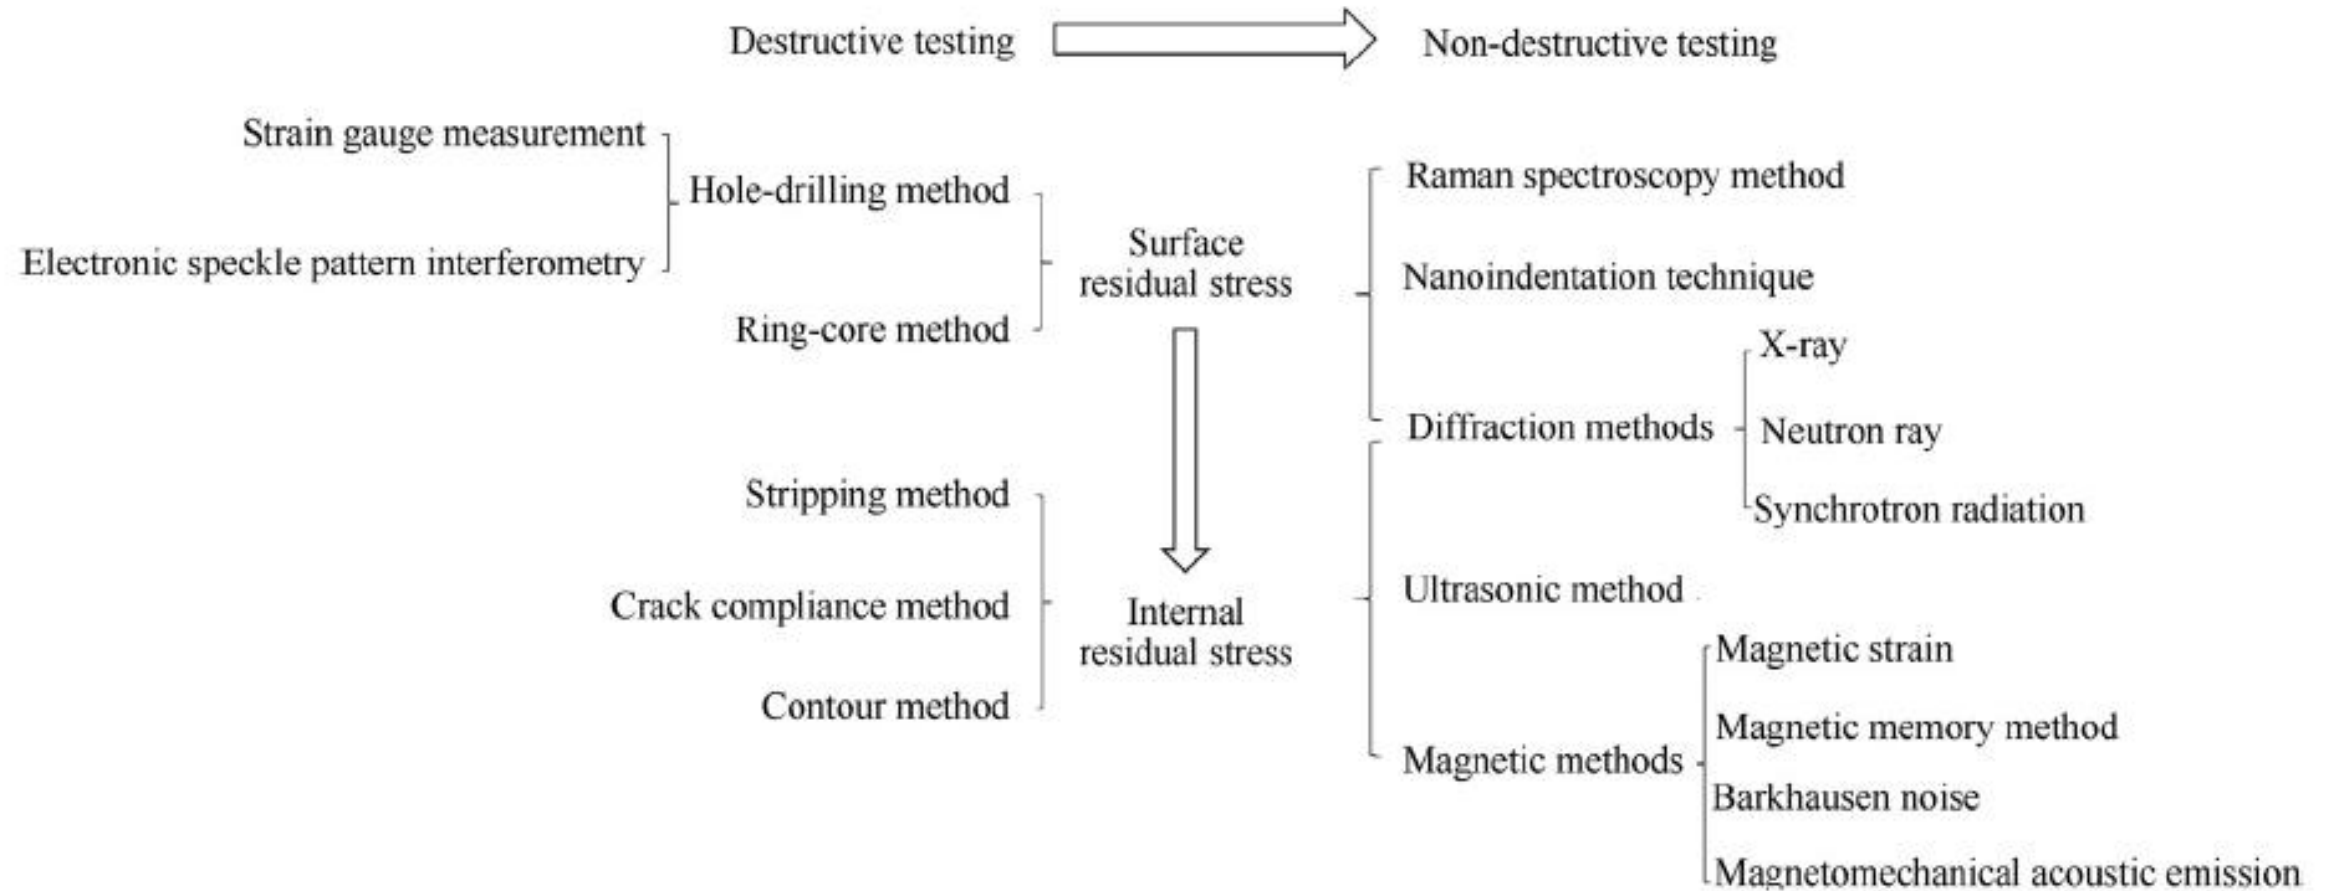 Destructive testing
Non-destructive testing
Strain gauge measurement
Hole-drilling method
Electronic speckle pattern interferometry
Ring-core method
Surface
residual stress
Raman spectroscopy method
Nanoindentation technique
X-ray
Diffraction methods
Neutron ray
Synchrotron radiation
Stripping method
Crack compliance method
Contour method
Internal
residual stress
Ultrasonic method
Magnetic methods
Magnetic strain
Magnetic memory method
Barkhausen noise
Magnetomechanical acoustic emission